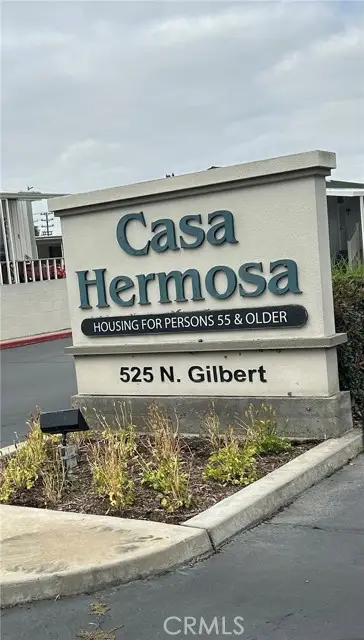 Casa
Hermosa
HOUSING FOR PERSONS 55 & OLDER
525 N. Gilbert
CRMLS